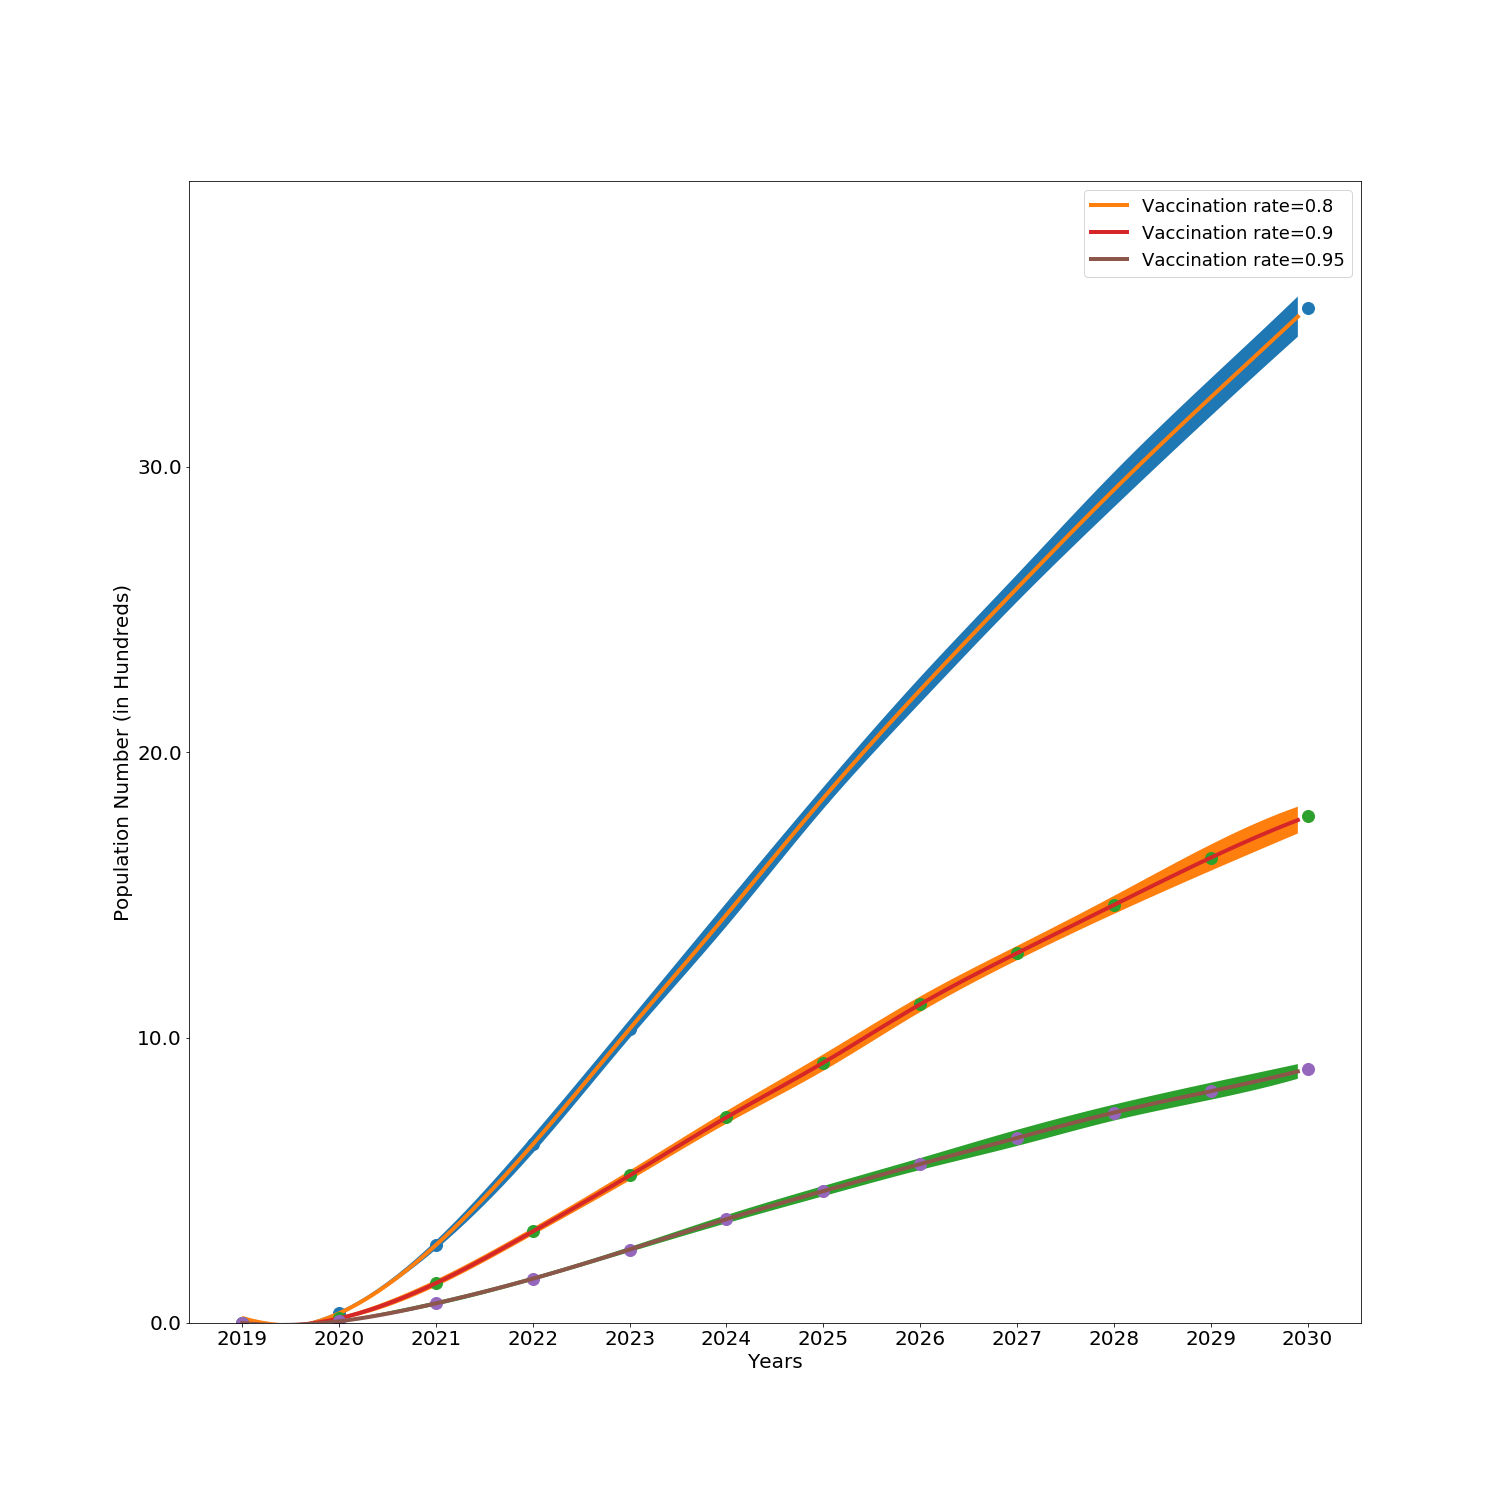 Vaccination rate=0.8
Vaccination rate=0.9
Vaccination rate=0.95
30.0
20.0
10.0
0.0
Population Number (in Hundreds)
2019 2020 2021 2022 2023 2024 2025 2026 2027 2028 2029 2030
Years